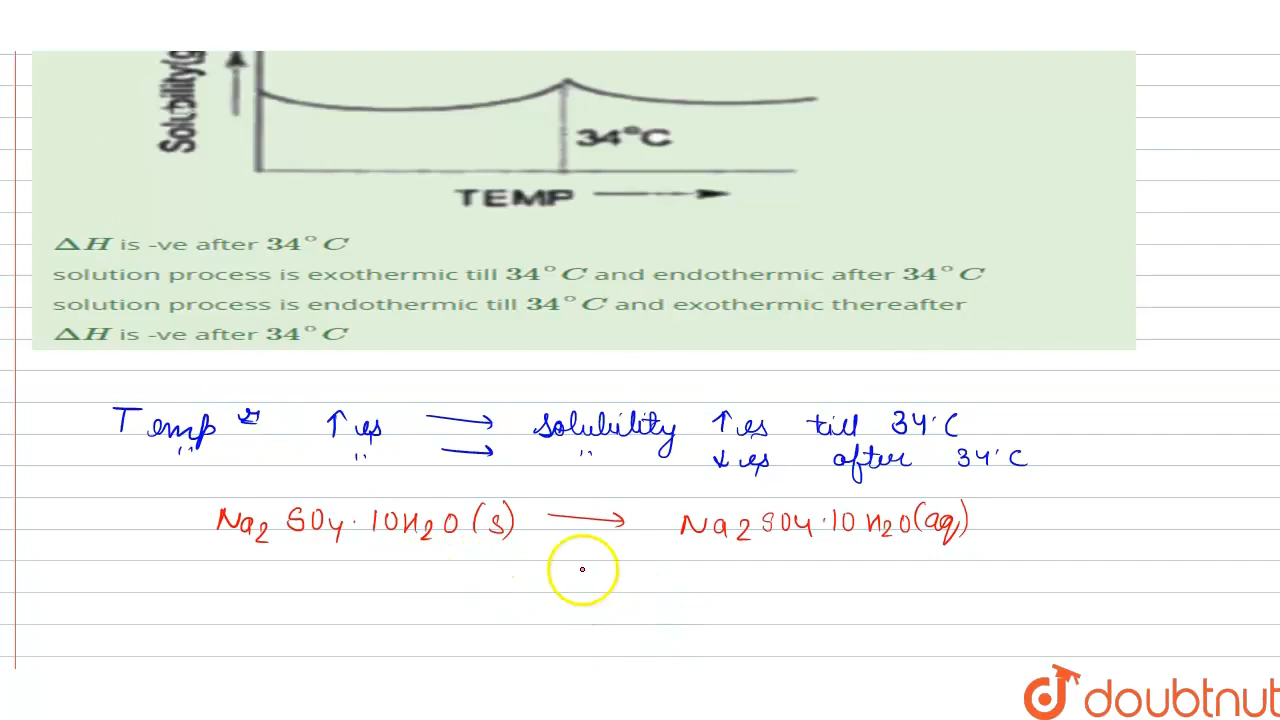 Solubility(g
34°C
TEMP
ΔH is -ve after 34° C
solution process is exothermic till 34° C and endothermic after 34° C
solution process is endothermic till 34° C and exothermic thereafter
ΔH is -ve after 34° C
Temp ↑es → solubility ↑es till 34°C
" " → " ↓es after 34°C
Na2 SO4·10H2O(s) → Na2SO4·10H2O(aq)
doubtnut